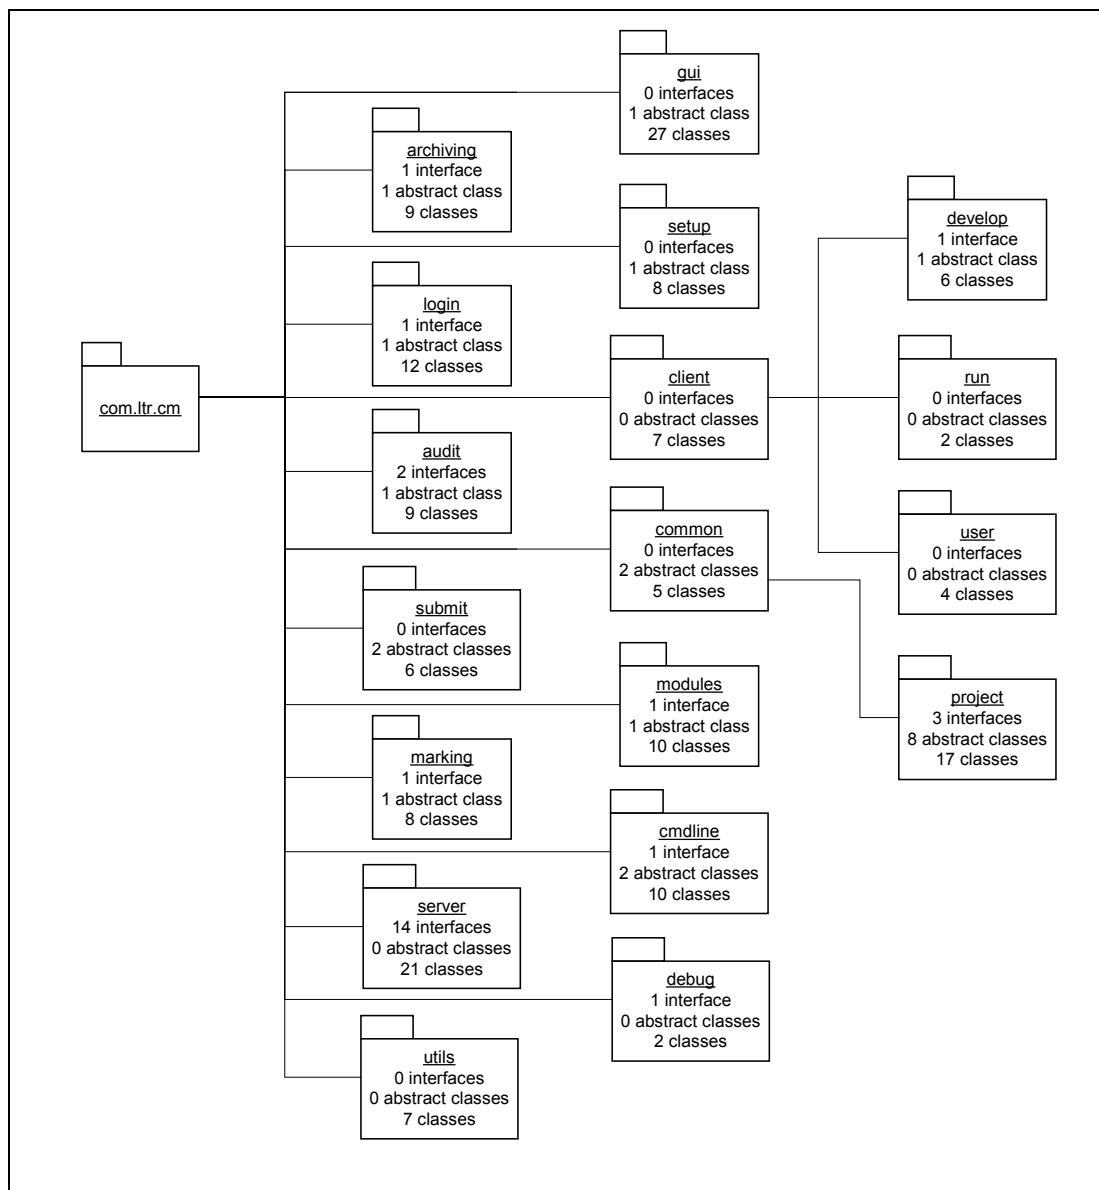 gui
0 interfaces
1 abstract class
27 classes
archiving
1 interface
1 abstract class
9 classes
setup
0 interfaces
1 abstract class
8 classes
develop
1 interface
1 abstract class
6 classes
login
1 interface
1 abstract class
12 classes
com.ltr.cm
client
0 interfaces
0 abstract classes
7 classes
run
0 interfaces
0 abstract classes
2 classes
audit
2 interfaces
1 abstract class
9 classes
common
0 interfaces
2 abstract classes
5 classes
user
0 interfaces
0 abstract classes
4 classes
submit
0 interfaces
2 abstract classes
6 classes
modules
1 interface
1 abstract class
10 classes
project
3 interfaces
8 abstract classes
17 classes
marking
1 interface
1 abstract class
8 classes
cmdline
1 interface
2 abstract classes
10 classes
server
14 interfaces
0 abstract classes
21 classes
debug
1 interface
0 abstract classes
2 classes
utils
0 interfaces
0 abstract classes
7 classes